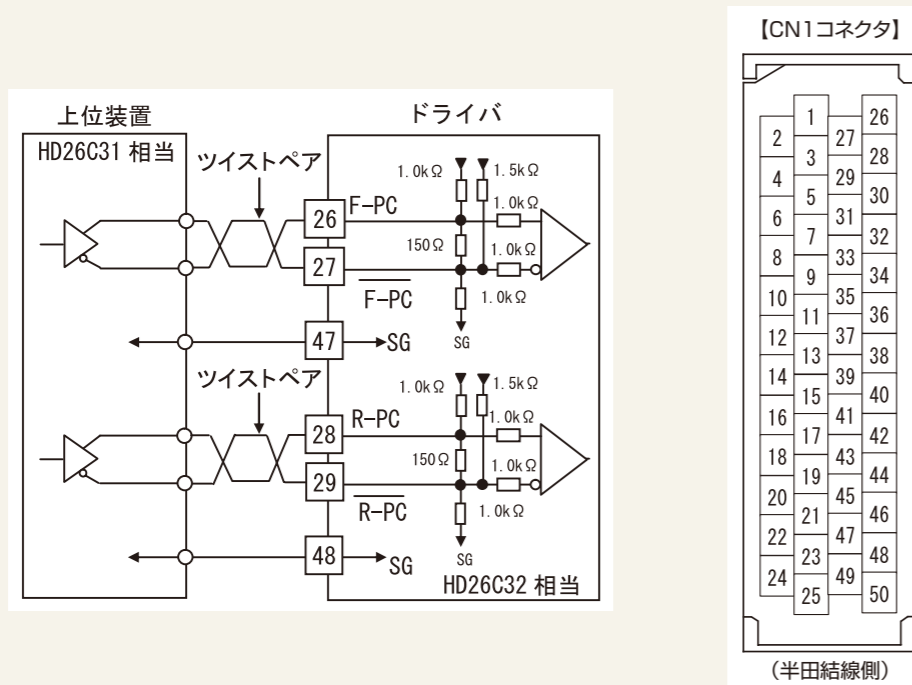 上位装置
ドライバ
HD26C31 相当
ツイストペア
1.0kΩ
1.5kΩ
26
F-PC
1.0kΩ
150Ω
1.0kΩ
27
F-PC
1.0kΩ
47
SG
SG
ツイストペア
1.0kΩ
1.5kΩ
28
R-PC
1.0kΩ
150Ω
1.0kΩ
29
R-PC
1.0kΩ
48
SG
SG
HD26C32 相当
【CN1コネクタ】
1
26
2
27
3
28
4
29
5
30
6
31
7
32
8
33
9
34
10
35
11
36
12
37
13
38
14
39
15
40
16
41
17
42
18
43
19
44
20
45
21
46
22
47
23
48
24
49
25
50
(半田結線側)